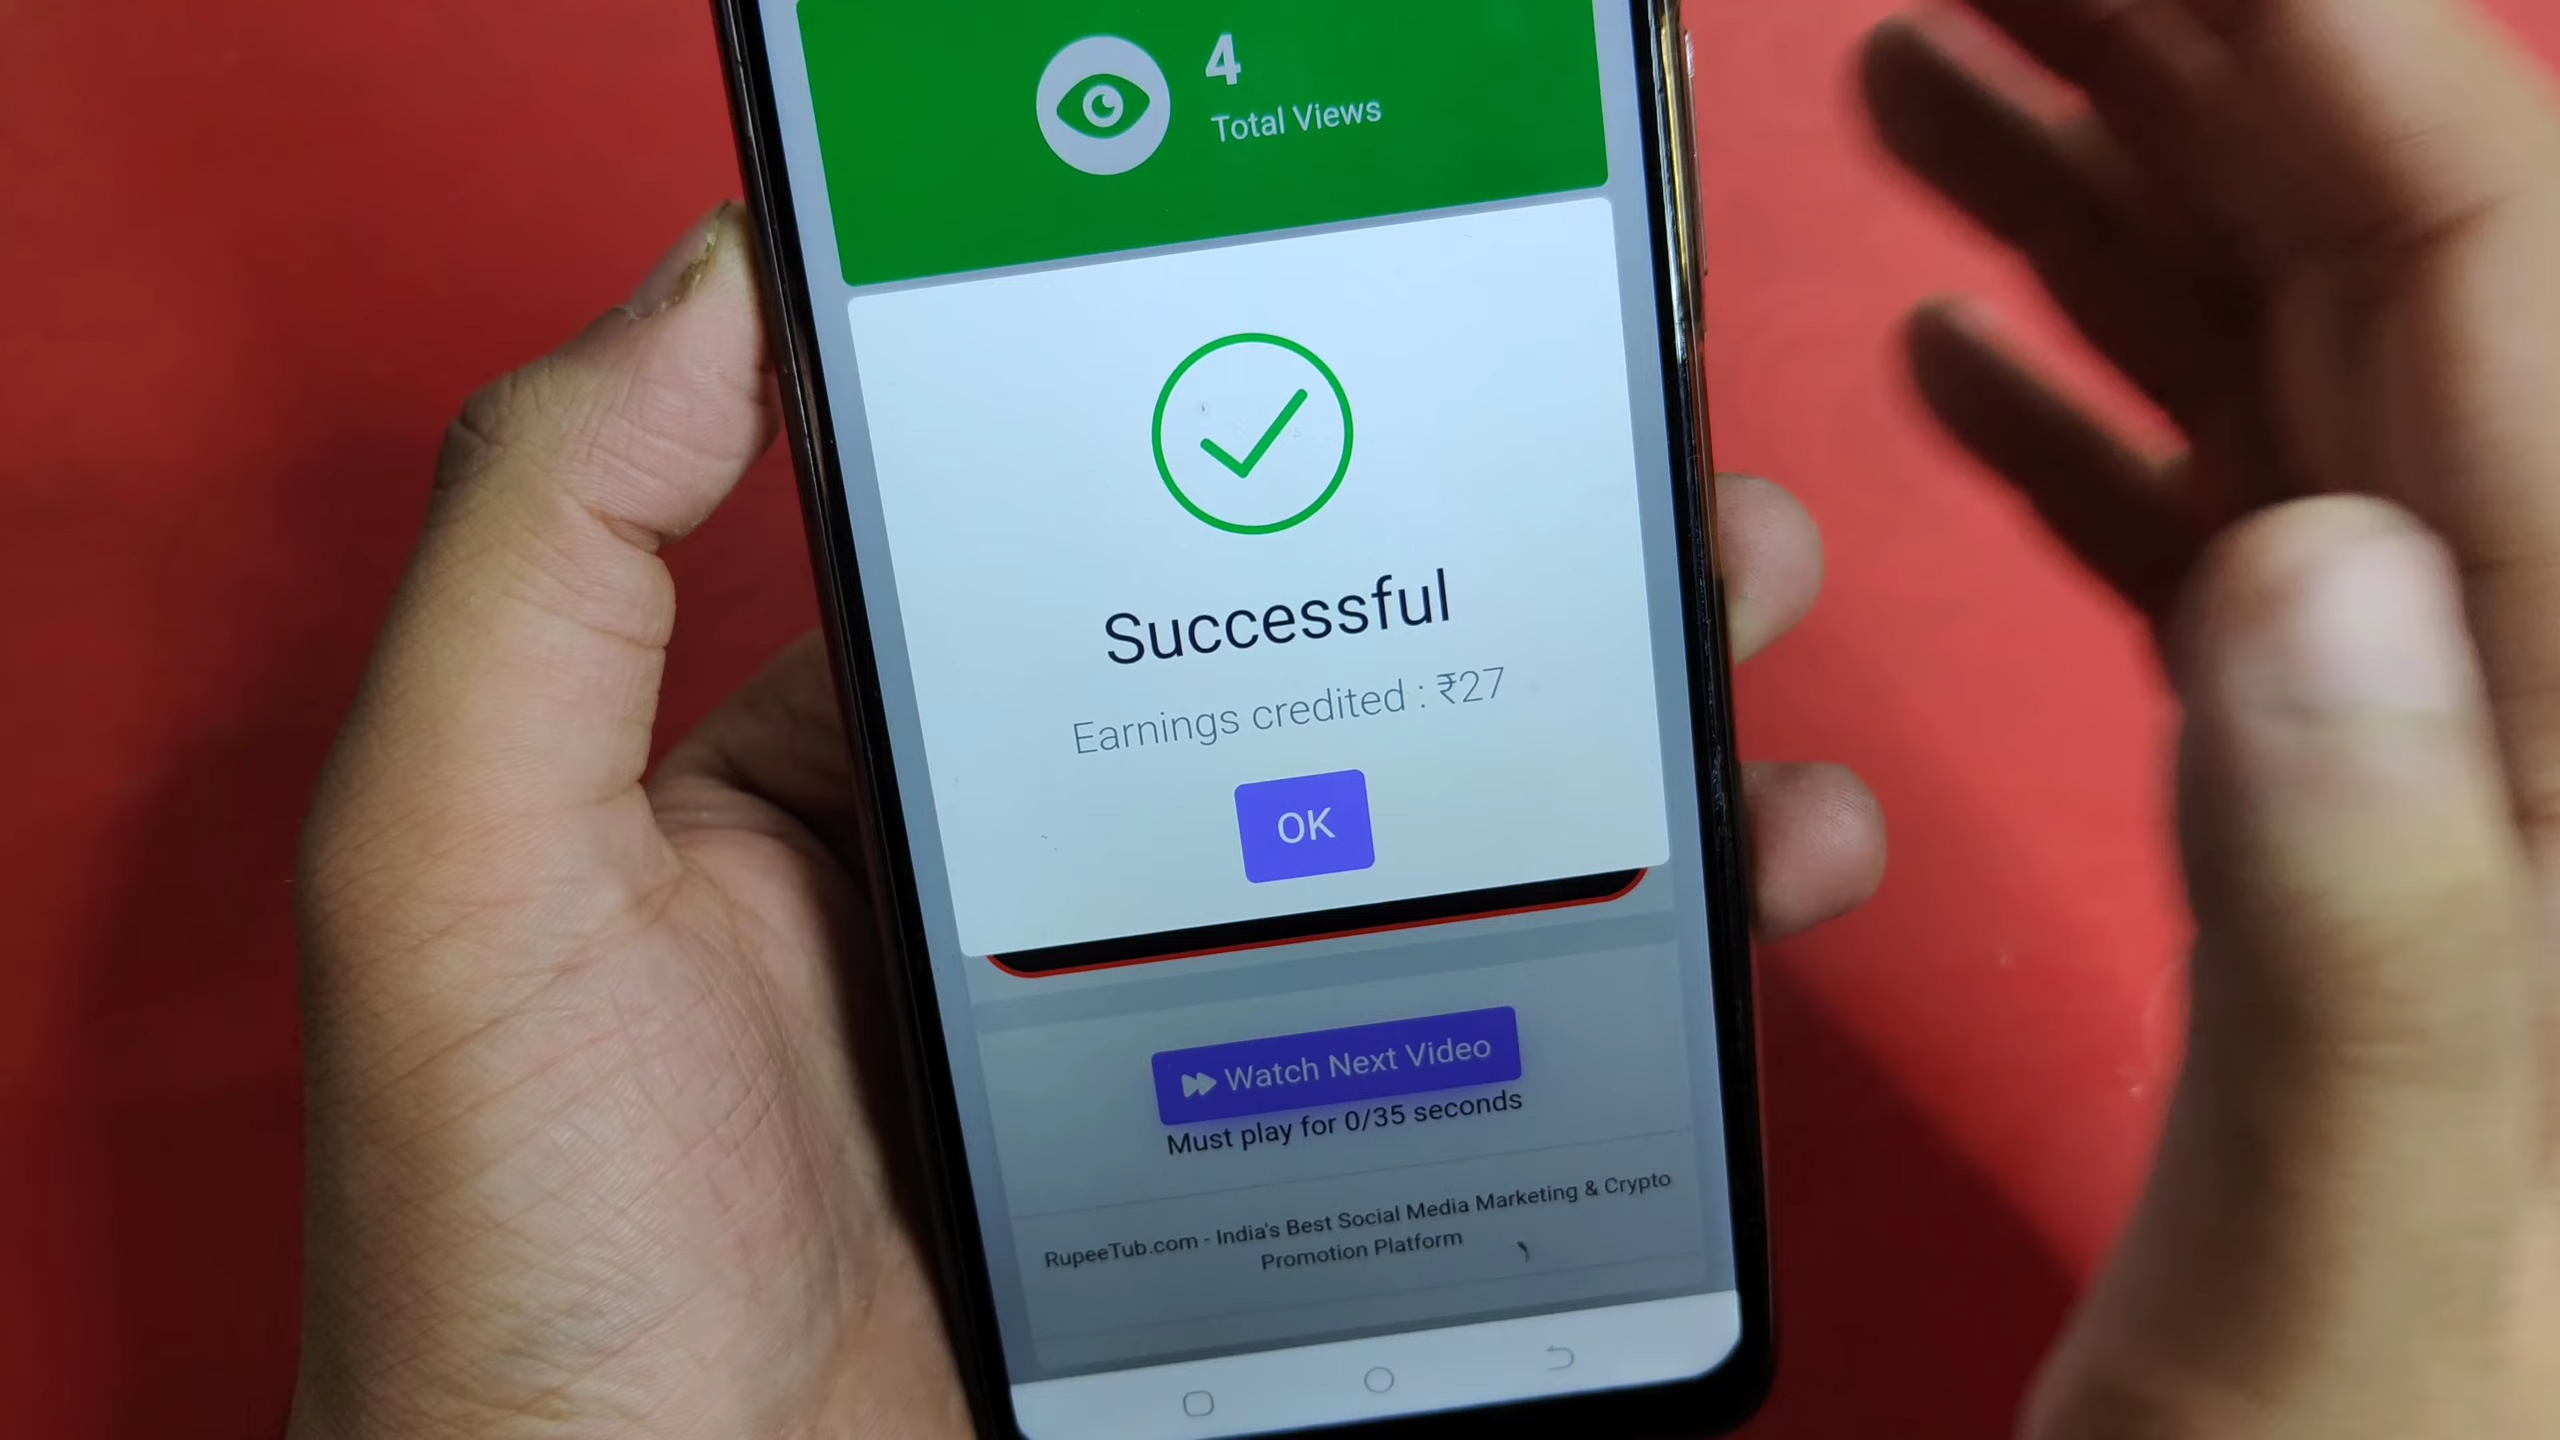 4
Total Views
Successful
Earnings credited : ₹27
OK
Watch Next Video
Must play for 0/35 seconds
RupeeTub.com - India's Best Social Media Marketing & Crypto
Promotion Platform